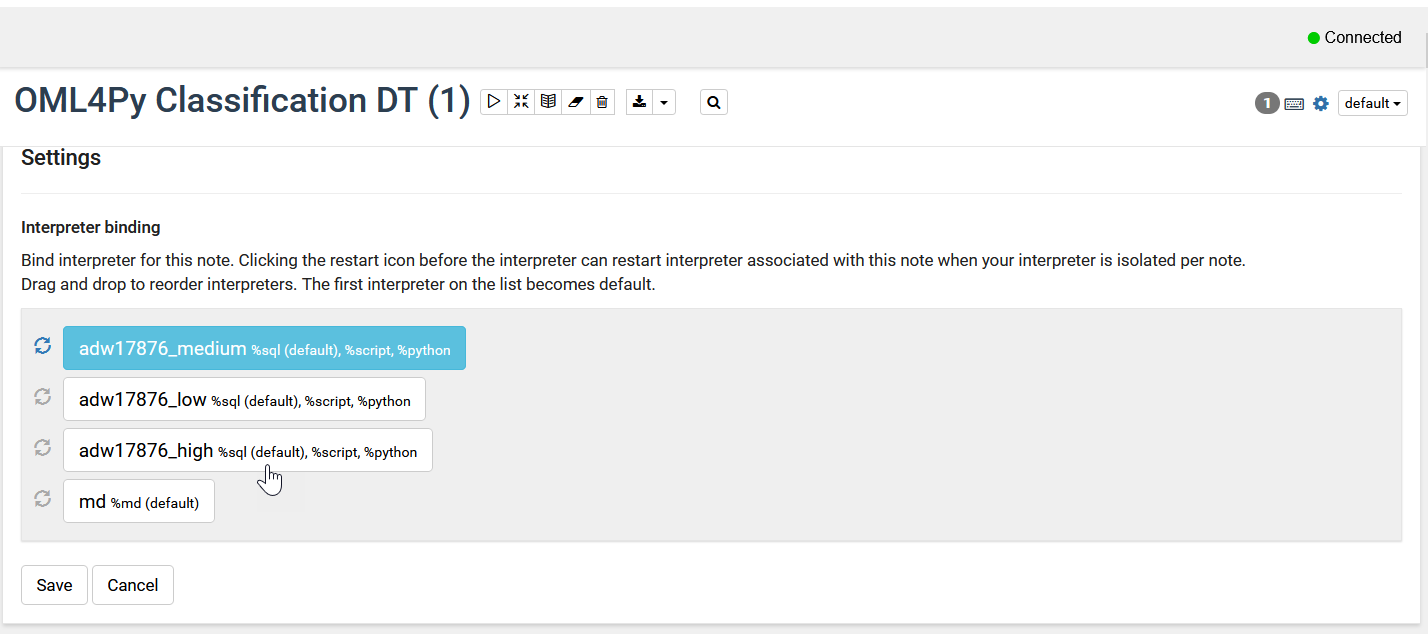 Connected
OML4Py Classification DT (1)
1
default
Settings
Interpreter binding
Bind interpreter for this note. Clicking the restart icon before the interpreter can restart interpreter associated with this note when your interpreter is isolated per note.
Drag and drop to reorder interpreters. The first interpreter on the list becomes default.
adw17876_medium %sql (default), %script, %python
adw17876_low %sql (default), %script, %python
adw17876_high %sql (default), %script, %python
md %md (default)
Save Cancel